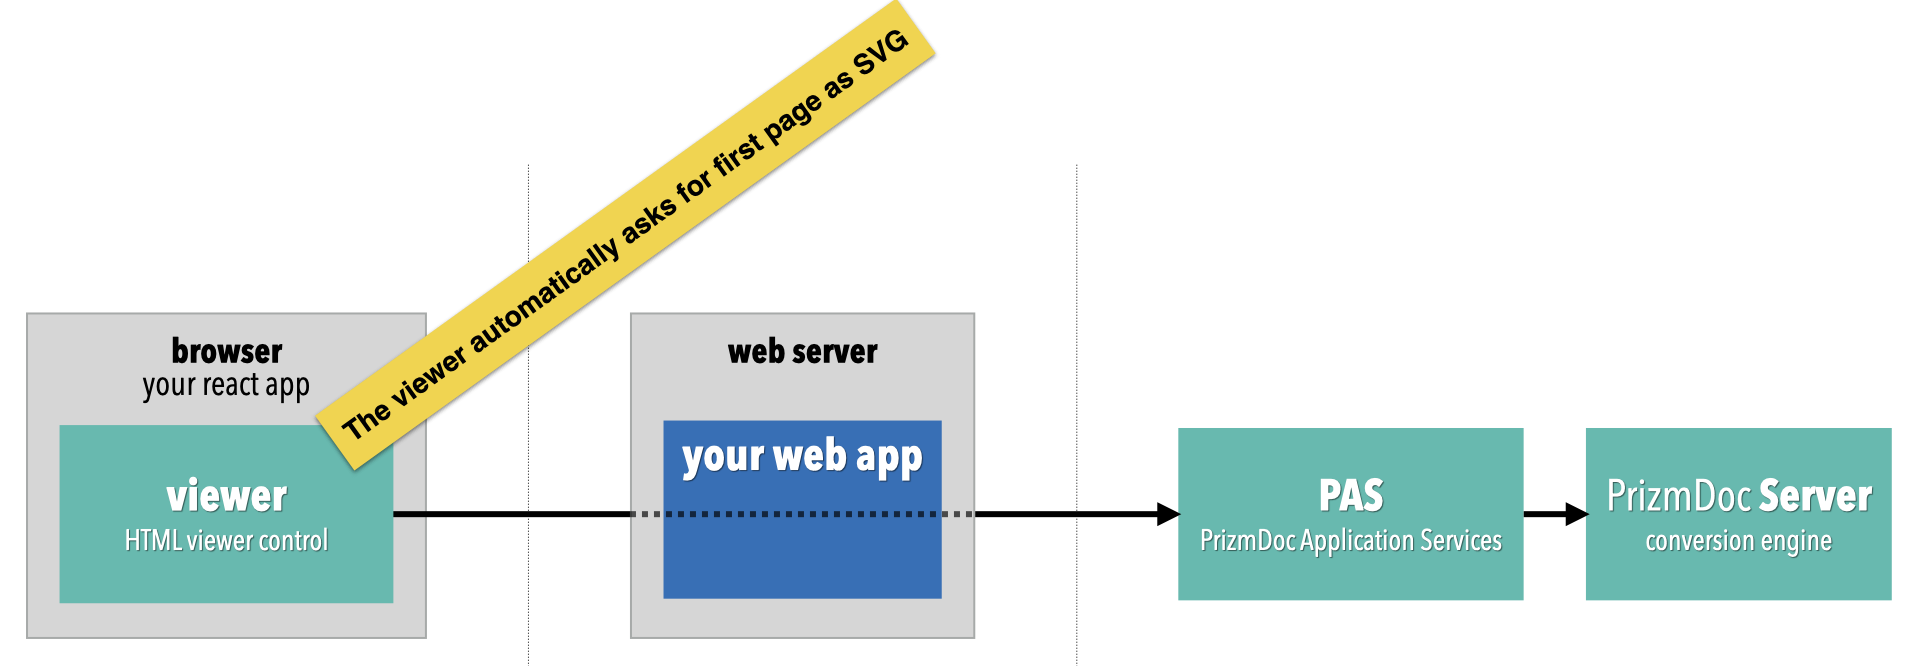 The viewer automatically asks for first page as SVG
browser
your react app
viewer
HTML viewer control
web server
your web app
PAS
PrizmDoc Application Services
PrizmDoc Server
conversion engine